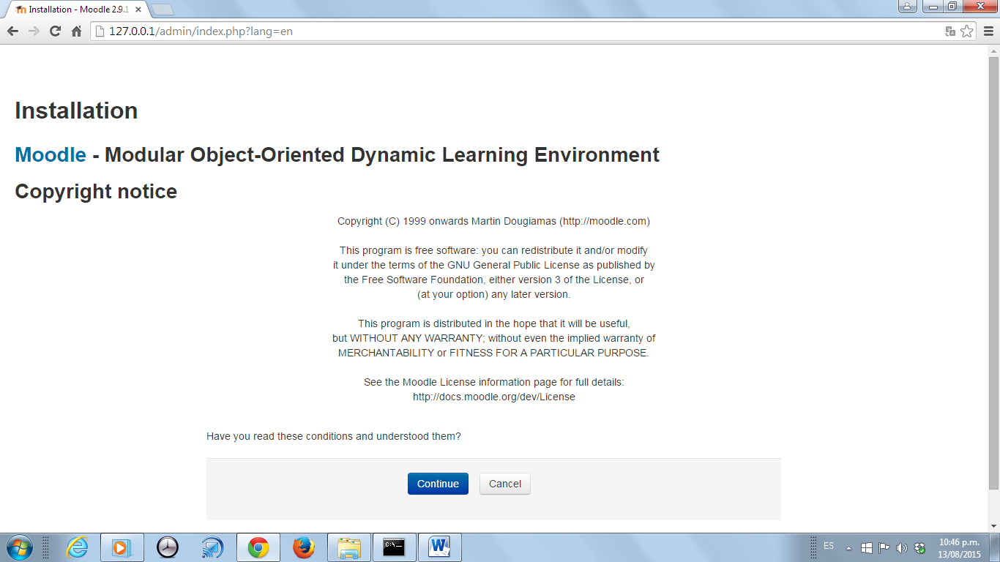 Installation - Moodle 2.9.1
127.0.0.1/admin/index.php?lang=en
Installation
Moodle - Modular Object-Oriented Dynamic Learning Environment
Copyright notice
Copyright (C) 1999 onwards Martin Dougiamas (http://moodle.com)
This program is free software: you can redistribute it and/or modify
it under the terms of the GNU General Public License as published by
the Free Software Foundation, either version 3 of the License, or
(at your option) any later version.
This program is distributed in the hope that it will be useful,
but WITHOUT ANY WARRANTY; without even the implied warranty of
MERCHANTABILITY or FITNESS FOR A PARTICULAR PURPOSE.
See the Moodle License information page for full details:
http://docs.moodle.org/dev/License
Have you read these conditions and understood them?
Continue Cancel
ES
10:46 p.m.
13/08/2015